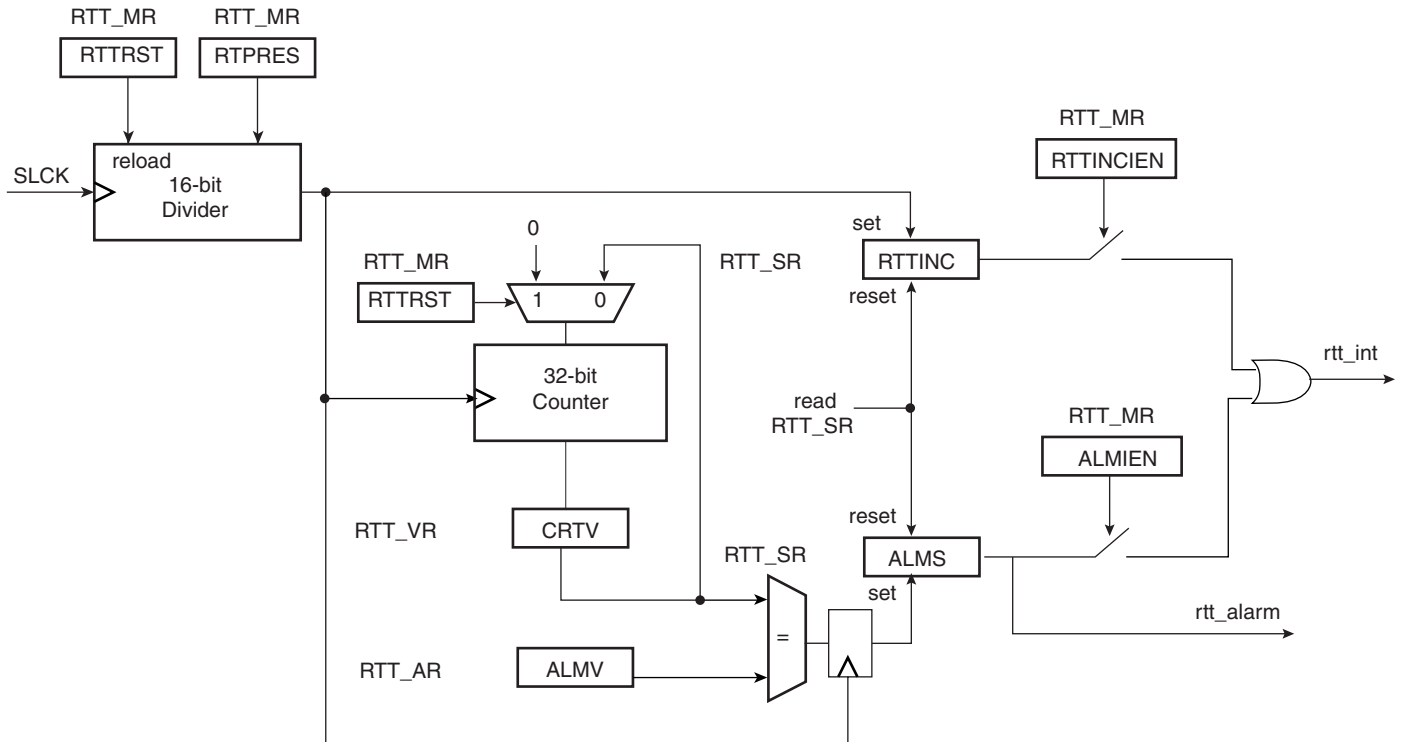 RTT_MR
RTT_MR
RTTRST
RTPRES
RTT_MR
RTTINCIEN
reload
SLCK
16-bit
Divider
set
0
RTT_MR
RTT_SR
RTTINC
RTTRST
1
0
reset
rtt_int
32-bit
Counter
read
RTT_SR
RTT_MR
ALMIEN
reset
RTT_VR
CRTV
RTT_SR
ALMS
set
rtt_alarm
=
RTT_AR
ALMV